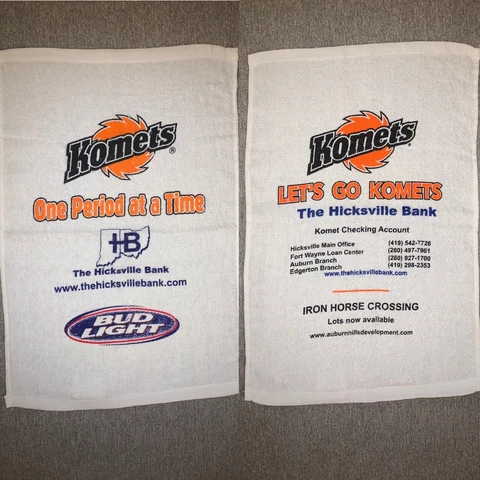 Komets®
One Period at a Time
HB
The Hicksville Bank
www.thehicksvillebank.com
BUD
LIGHT
Komets®
LET'S GO KOMETS
The Hicksville Bank
Komet Checking Account
Hicksville Main Office (419) 542-7726
Fort Wayne Loan Center (260) 497-7961
Auburn Branch (260) 927-1700
Edgerton Branch (419) 298-2353
www.thehicksvillebank.com
IRON HORSE CROSSING
Lots now available
www.auburnhillsdevelopment.com